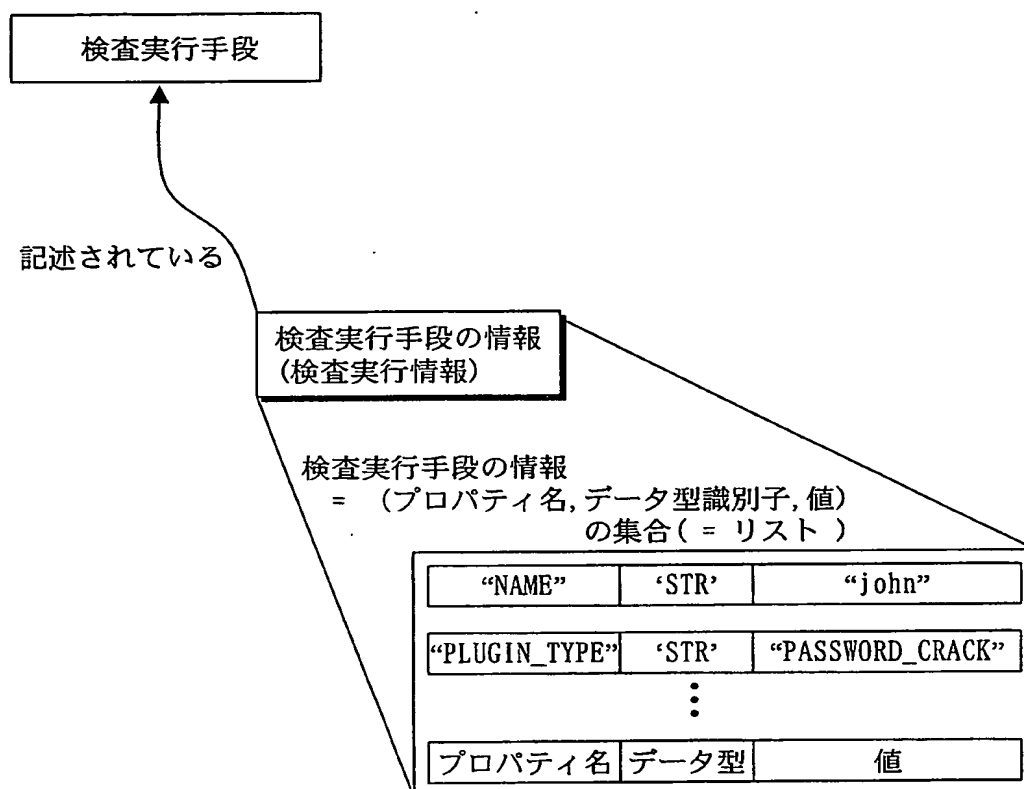 検査実行手段
記述されている
検査実行手段の情報
(検査実行情報)
検査実行手段の情報
= (プロパティ名,データ型識別子,値)
の集合( = リスト )
“NAME” ‘STR’ “john”
“PLUGIN_TYPE” ‘STR’ “PASSWORD_CRACK”
プロパティ名 データ型 値